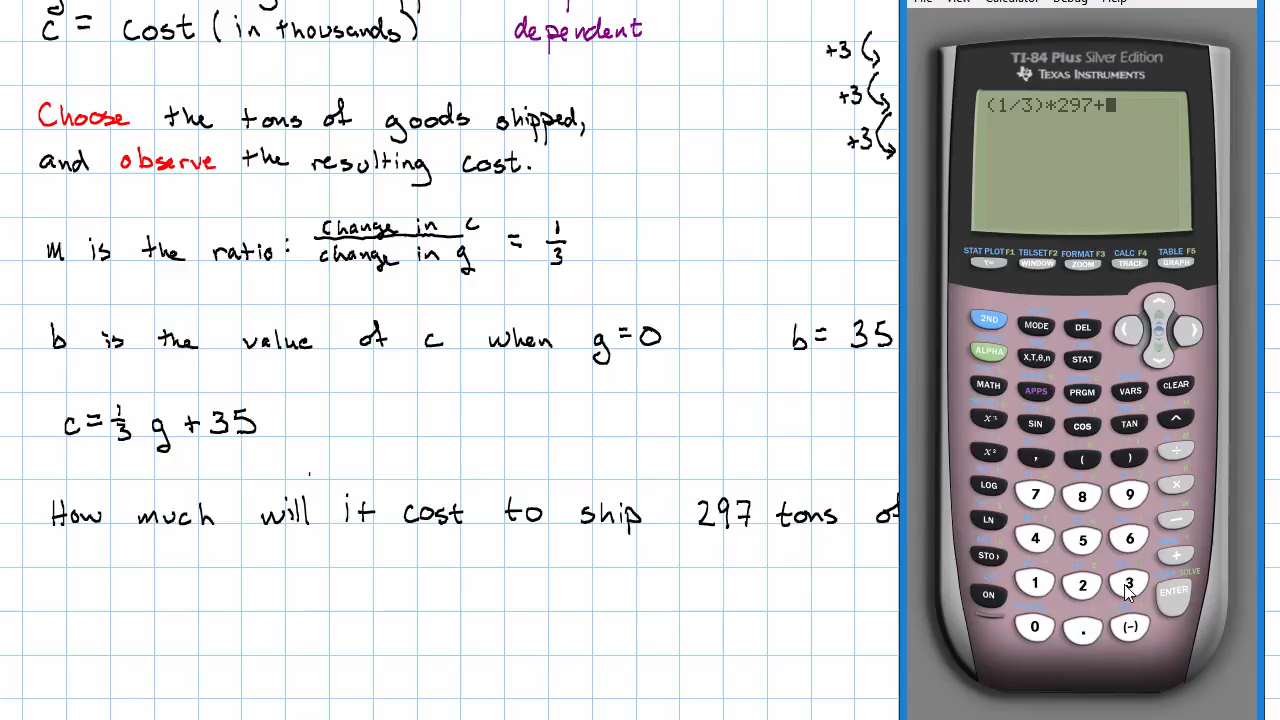 File View Calculator Debug Help
c = cost (in thousands)
dependent
+3
+3
+3
Choose the tons of goods shipped,
and observe the resulting cost.
m is the ratio: change in c / change in g = 1/3
b is the value of c when g = 0 b = 35
c = 1/3 g + 35
How much will it cost to ship 297 tons of
TI-84 Plus Silver Edition
TEXAS INSTRUMENTS
(1/3)*297+
STAT PLOT F1 TBLSET F2 FORMAT F3 CALC F4 TABLE F5
Y= WINDOW ZOOM TRACE GRAPH
2ND MODE DEL
ALPHA X,T,θ,n STAT
MATH APPS PRGM VARS CLEAR
SIN COS TAN ^
x² , ( ) ÷
LOG 7 8 9 ×
LN 4 5 6 −
STO› 1 2 3 +
ON 0 . (-) ENTER
SOLVE